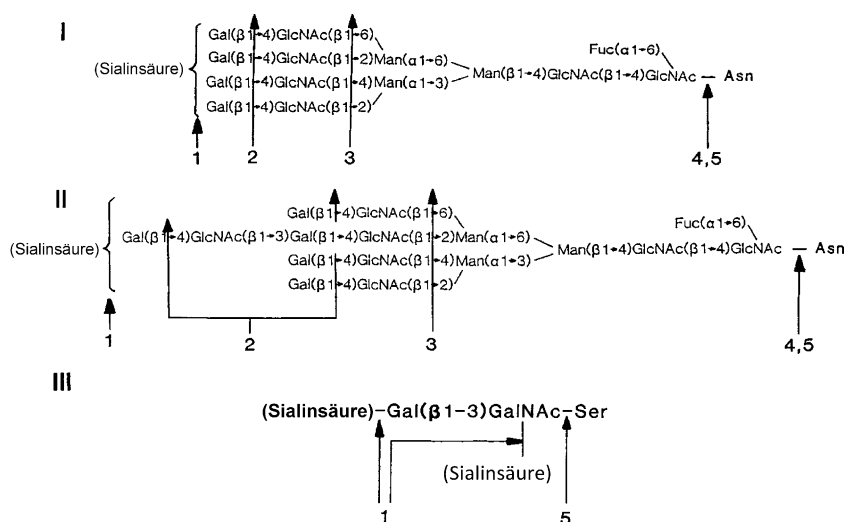 I
Gal(β1→4)GlcNAc(β1→6)
Fuc(α1→6)
Gal(β1→4)GlcNAc(β1→2)Man(α1→6)
(Sialinsäure)
Man(β1→4)GlcNAc(β1→4)GlcNAc — Asn
Gal(β1→4)GlcNAc(β1→4)Man(α1→3)
Gal(β1→4)GlcNAc(β1→2)
1 2 3 4,5
II
Gal(β1→4)GlcNAc(β1→6)
Fuc(α1→6)
Gal(β1→4)GlcNAc(β1→3)Gal(β1→4)GlcNAc(β1→2)Man(α1→6)
(Sialinsäure)
Man(β1→4)GlcNAc(β1→4)GlcNAc — Asn
Gal(β1→4)GlcNAc(β1→4)Man(α1→3)
Gal(β1→4)GlcNAc(β1→2)
1 2 3 4,5
III
(Sialinsäure)–Gal(β1–3)GalNAc–Ser
(Sialinsäure)
1 5